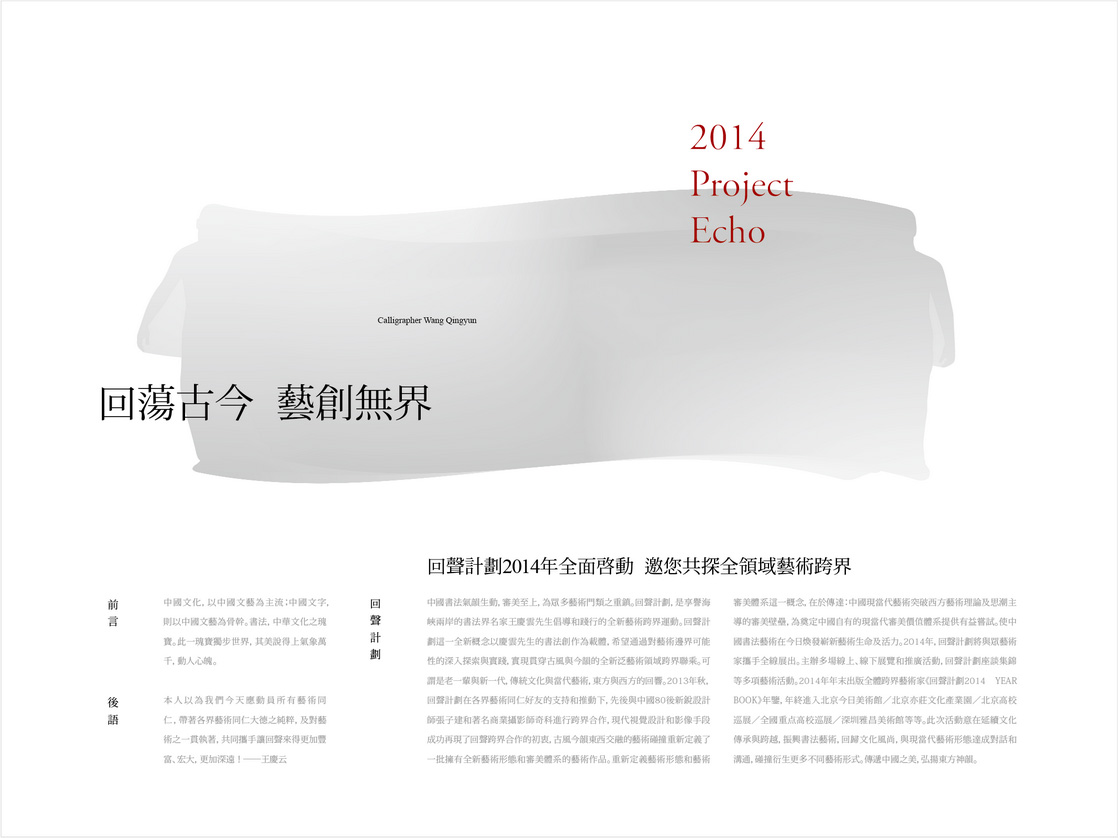 2014
Project
Echo
Calligrapher Wang Qingyun
回蕩古今 藝創無界
回聲計劃2014年全面啓動 邀您共探全領域藝術跨界
前言
中國文化，以中國文藝為主流；中國文字，
則以中國文藝為骨幹。書法，中華文化之瑰
寶。此一瑰寶獨步世界，其美說得上氣象萬
千，動人心魄。
後語
本人以為我們今天應動員所有藝術同
仁，帶著各界藝術同仁大德之純粹，及對藝
術之一貫執著，共同攜手讓回聲來得更加豐
富、宏大，更加深遠！——王慶云
回聲計劃
中國書法氣韻生動，審美至上，為眾多藝術門類之重鎮。回聲計劃，是享譽海
峽兩岸的書法界名家王慶雲先生倡導和踐行的全新藝術跨界運動。回聲計
劃這一全新概念以慶雲先生的書法創作為載體，希望通過對藝術邊界可能
性的深入探索與實踐，實現貫穿古風與今韻的全新泛藝術領域跨界聯乘。可
謂是老一輩與新一代，傳統文化與當代藝術，東方與西方的回響。2013年秋，
回聲計劃在各界藝術同仁好友的支持和推動下，先後與中國80後新銳設計
師張子建和著名商業攝影師奇科進行跨界合作，現代視覺設計和影像手段
成功再現了回聲跨界合作的初衷，古風今韻東西交融的藝術碰撞重新定義了
一批擁有全新藝術形態和審美體系的藝術作品。重新定義藝術形態和藝術
審美體系這一概念，在於傳達：中國現當代藝術突破西方藝術理論及思潮主
導的審美壁壘，為奠定中國自有的現當代審美價值體系提供有益嘗試。使中
國書法藝術在今日煥發嶄新藝術生命及活力。2014年，回聲計劃將與眾藝術
家攜手全線展出。主辦多場線上、線下展覽和推廣活動，回聲計劃座談集錦
等多項藝術活動。2014年年末出版全體跨界藝術家《回聲計劃2014 YEAR
BOOK》年鑒，年終進入北京今日美術館／北京亦莊文化產業園／北京高校
巡展／全國重点高校巡展／深圳雅昌美術館等等。此次活動意在延續文化
傳承與跨越，振興書法藝術，回歸文化風尚，與現當代藝術形態達成對話和
溝通，碰撞衍生更多不同藝術形式。傳遞中國之美，弘揚東方神韻。